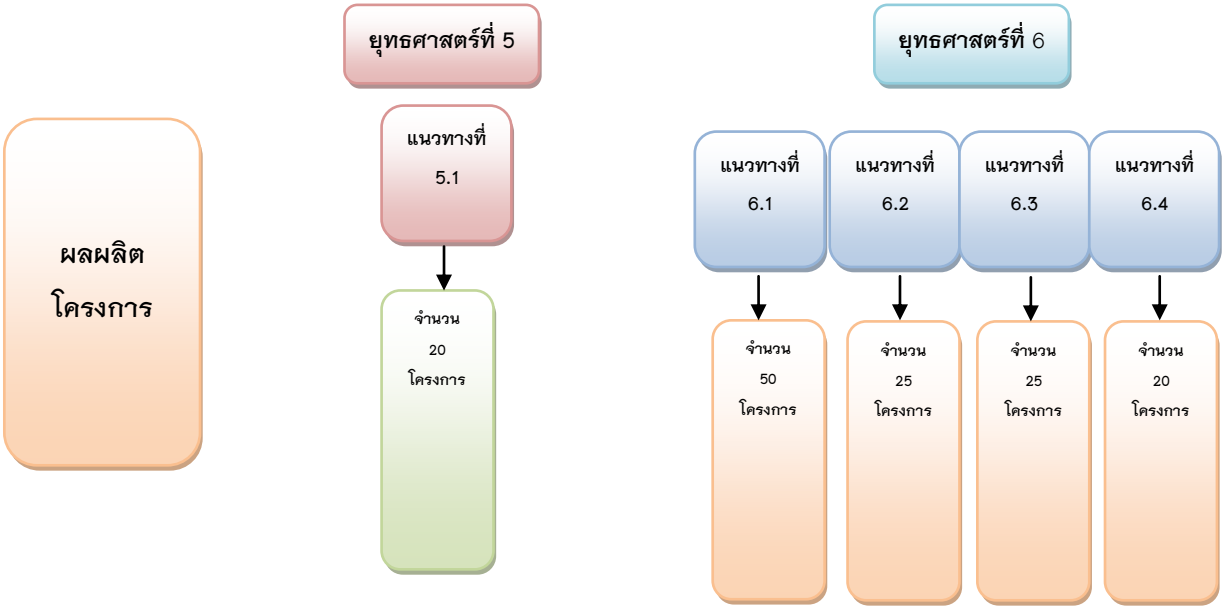 ยุทธศาสตร์ที่ 5
ยุทธศาสตร์ที่ 6
ผลผลิต
โครงการ
แนวทางที่
5.1
แนวทางที่
6.1
แนวทางที่
6.2
แนวทางที่
6.3
แนวทางที่
6.4
จำนวน
20
โครงการ
จำนวน
50
โครงการ
จำนวน
25
โครงการ
จำนวน
25
โครงการ
จำนวน
20
โครงการ